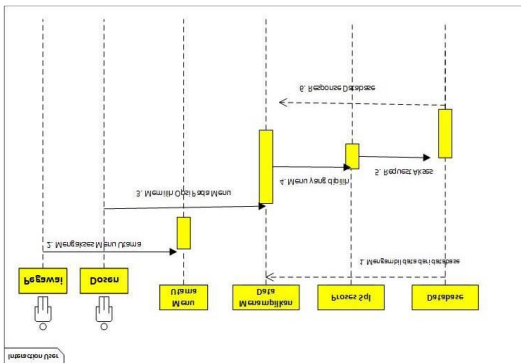 Interaction User
Pegawai
Dosen
Menu
Utama
Menampilkan
Data
Proses Sql
Database
1. Mengambil data dari database
2. Mengakses Menu Utama
3. Memilih Opsi Pada Menu
4. Menu yang dipilih
5. Request Akses
6. Response Database